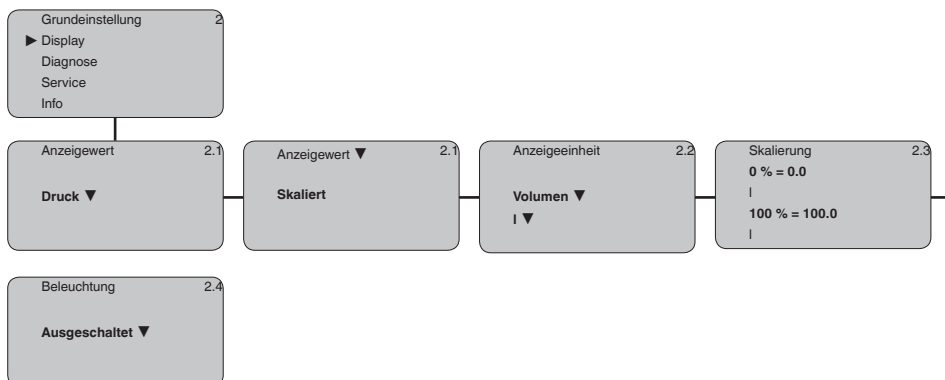 Grundeinstellung 2
▶ Display
Diagnose
Service
Info
Anzeigewert 2.1
Druck ▼
Anzeigewert ▼ 2.1
Skaliert
Anzeigeeinheit 2.2
Volumen ▼
l ▼
Skalierung 2.3
0 % = 0.0
l
100 % = 100.0
l
Beleuchtung 2.4
Ausgeschaltet ▼